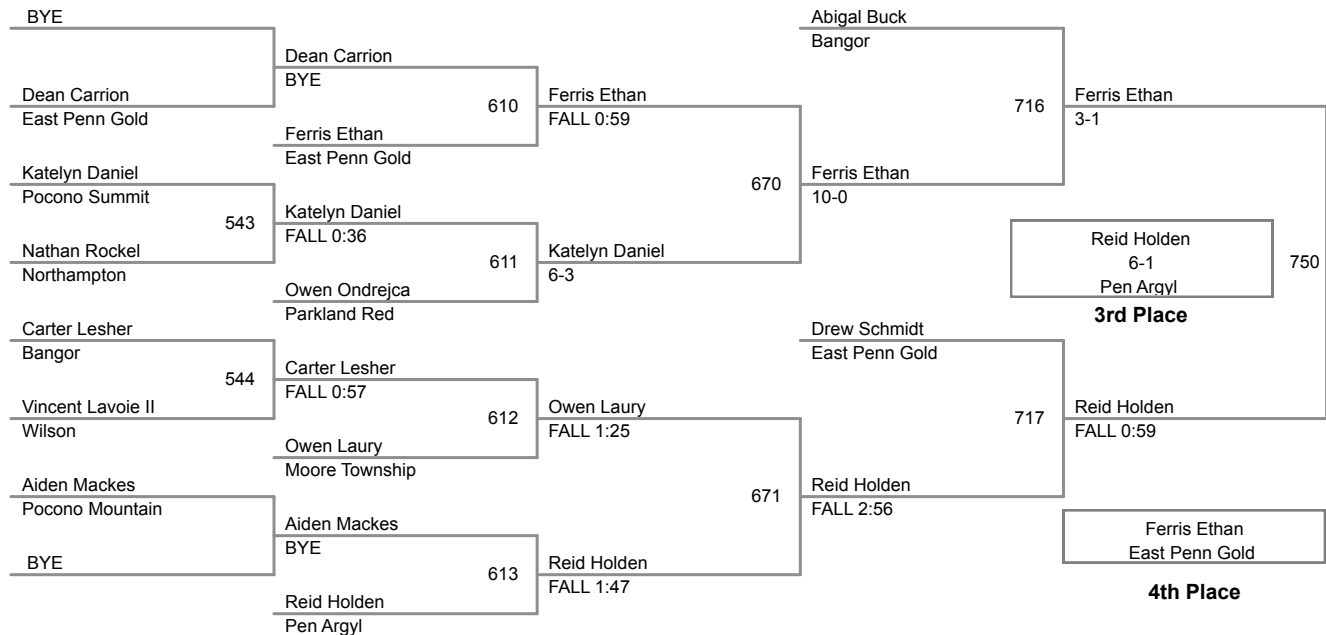 BYE
Dean Carrion
East Penn Gold
Katelyn Daniel
Pocono Summit
543
Nathan Rockel
Northampton
Carter Lesher
Bangor
544
Vincent Lavoie II
Wilson
Aiden Mackes
Pocono Mountain
BYE
Dean Carrion
BYE
610
Ferris Ethan
East Penn Gold
Katelyn Daniel
FALL 0:36
611
Owen Ondrejca
Parkland Red
Carter Lesher
FALL 0:57
612
Owen Laury
Moore Township
Aiden Mackes
BYE
613
Reid Holden
Pen Argyl
Ferris Ethan
FALL 0:59
670
Katelyn Daniel
6-3
Owen Laury
FALL 1:25
671
Reid Holden
FALL 1:47
Abigal Buck
Bangor
716
Ferris Ethan
10-0
Drew Schmidt
East Penn Gold
717
Reid Holden
FALL 2:56
Ferris Ethan
3-1
750
Reid Holden
FALL 0:59
Reid Holden
6-1
Pen Argyl
3rd Place
Ferris Ethan
East Penn Gold
4th Place